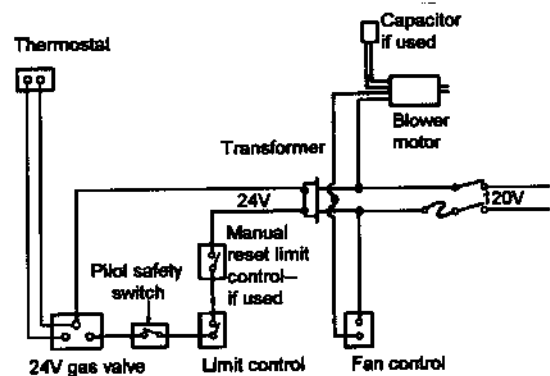 Capacitor
if used
Thermostat
Blower
motor
Transformer
24V
120V
Manual
reset limit
control–
if used
Pilot safety
switch
24V gas valve
Limit control
Fan control